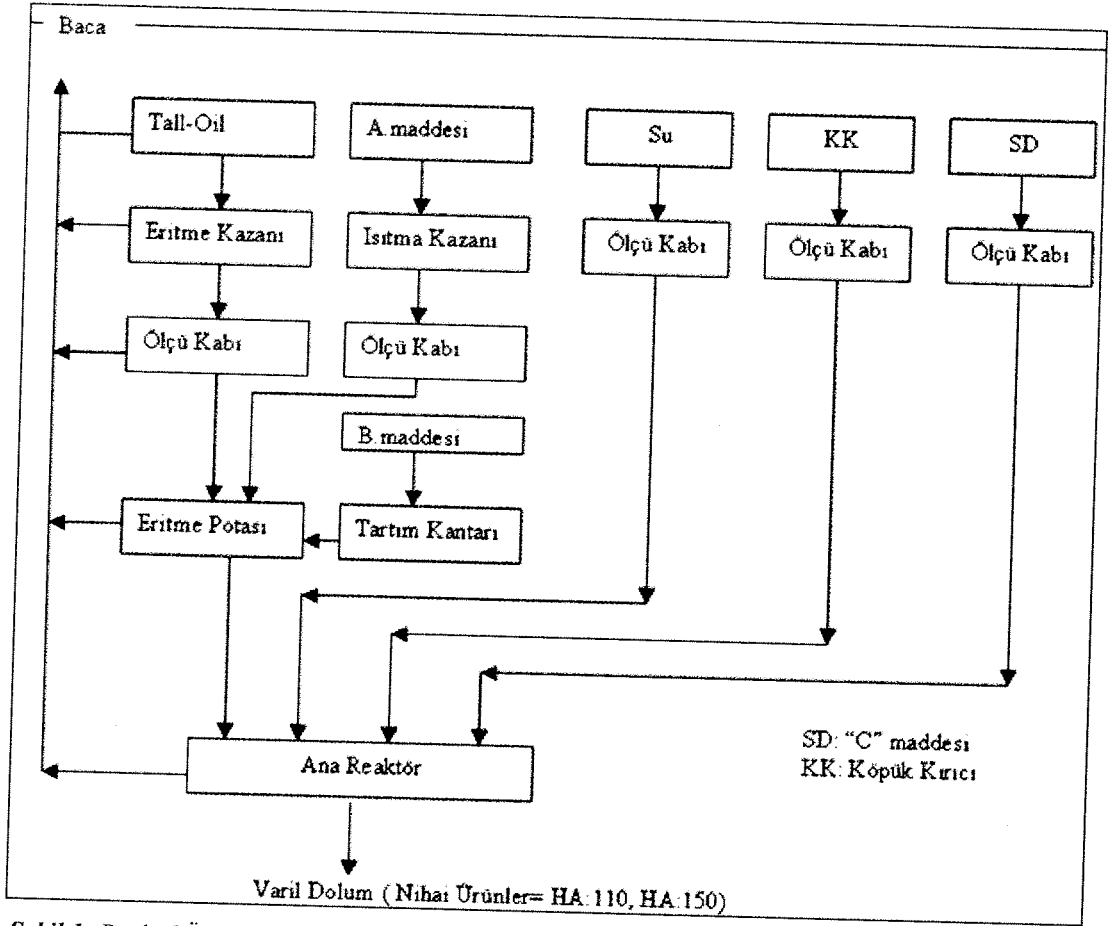 Baca
Tall-Oil
A.maddesi
Su
KK
SD
Eritme Kazanı
Isıtma Kazanı
Ölçü Kabı
Ölçü Kabı
Ölçü Kabı
Ölçü Kabı
Ölçü Kabı
B.maddesi
Eritme Potası
Tartım Kantarı
Ana Reaktör
SD: "C" maddesi
KK: Köpük Kırıcı
Varil Dolum ( Nihai Ürünler= HA:110, HA:150)